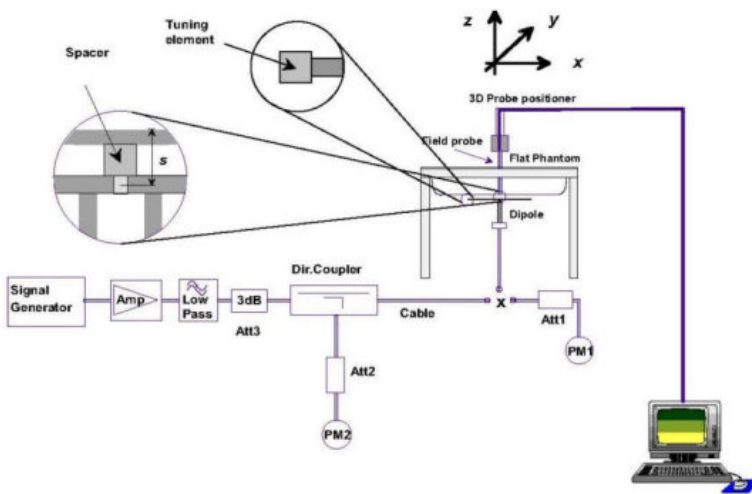 Tuning
element
Spacer
s
z
y
x
3D Probe positioner
Field probe
Flat Phantom
Dipole
Signal
Generator
Amp
Low
Pass
3dB
Att3
Dir.Coupler
Cable
x
Att1
PM1
Att2
PM2